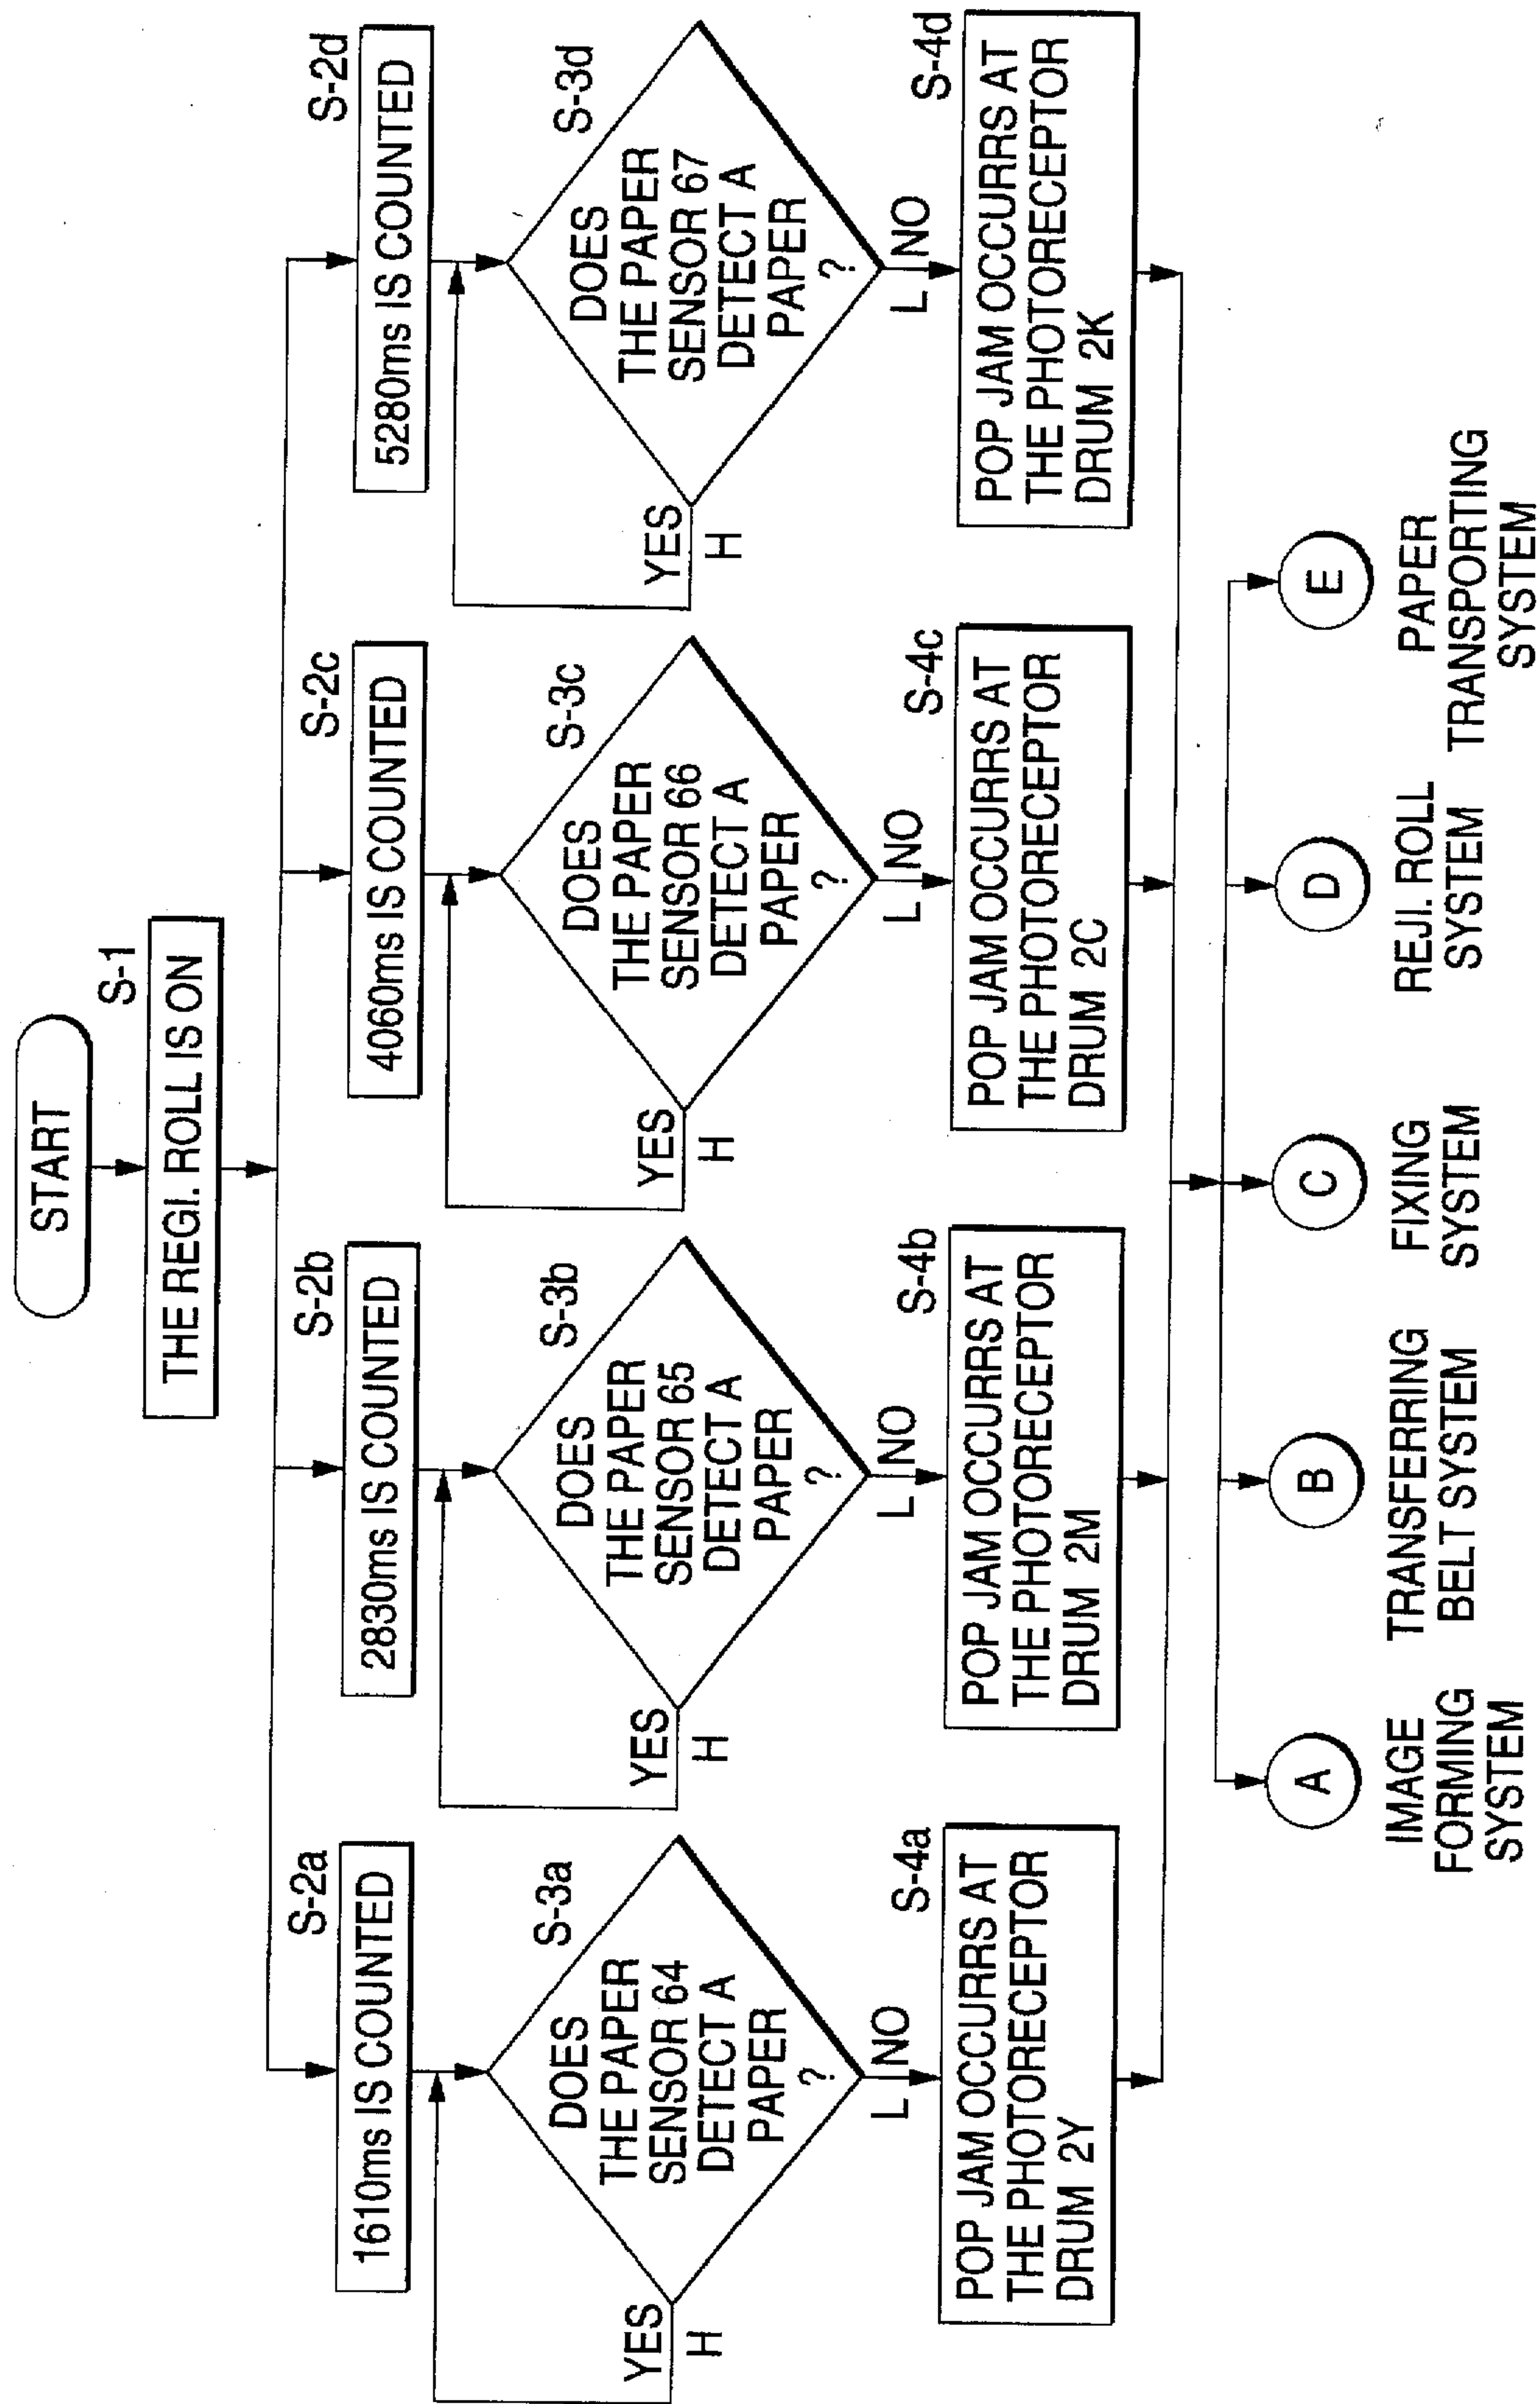 START
S-1
THE REGI. ROLL IS ON
S-2a
1610ms IS COUNTED
S-3a
DOES
THE PAPER
SENSOR 64
DETECT A
PAPER
?
YES
H
L
NO
S-4a
POP JAM OCCURRS AT
THE PHOTORECEPTOR
DRUM 2Y
S-2b
2830ms IS COUNTED
S-3b
DOES
THE PAPER
SENSOR 65
DETECT A
PAPER
?
YES
H
L
NO
S-4b
POP JAM OCCURRS AT
THE PHOTORECEPTOR
DRUM 2M
S-2c
4060ms IS COUNTED
S-3c
DOES
THE PAPER
SENSOR 66
DETECT A
PAPER
?
YES
H
L
NO
S-4c
POP JAM OCCURRS AT
THE PHOTORECEPTOR
DRUM 2C
S-2d
5280ms IS COUNTED
S-3d
DOES
THE PAPER
SENSOR 67
DETECT A
PAPER
?
YES
H
L
NO
S-4d
POP JAM OCCURRS AT
THE PHOTORECEPTOR
DRUM 2K
A
IMAGE
FORMING
SYSTEM
B
TRANSFERRING
BELT SYSTEM
C
FIXING
SYSTEM
D
REJI. ROLL
SYSTEM
E
PAPER
TRANSPORTING
SYSTEM